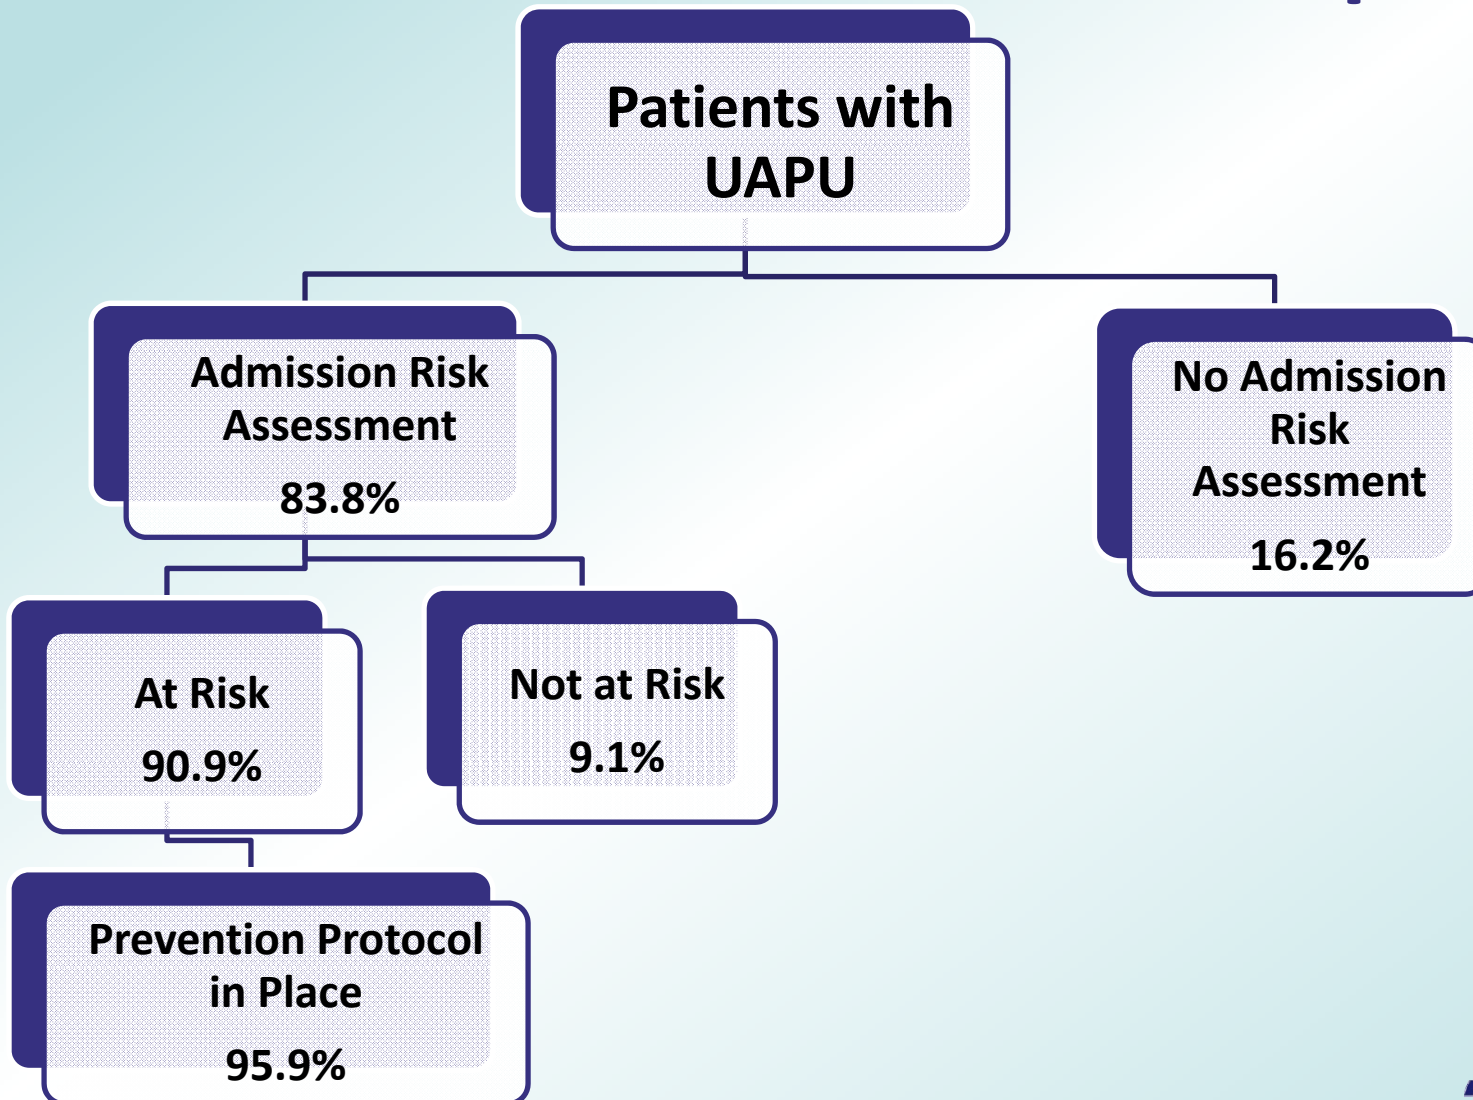 Patients with
UAPU
Admission Risk
Assessment
83.8%
No Admission
Risk
Assessment
16.2%
At Risk
90.9%
Not at Risk
9.1%
Prevention Protocol
in Place
95.9%